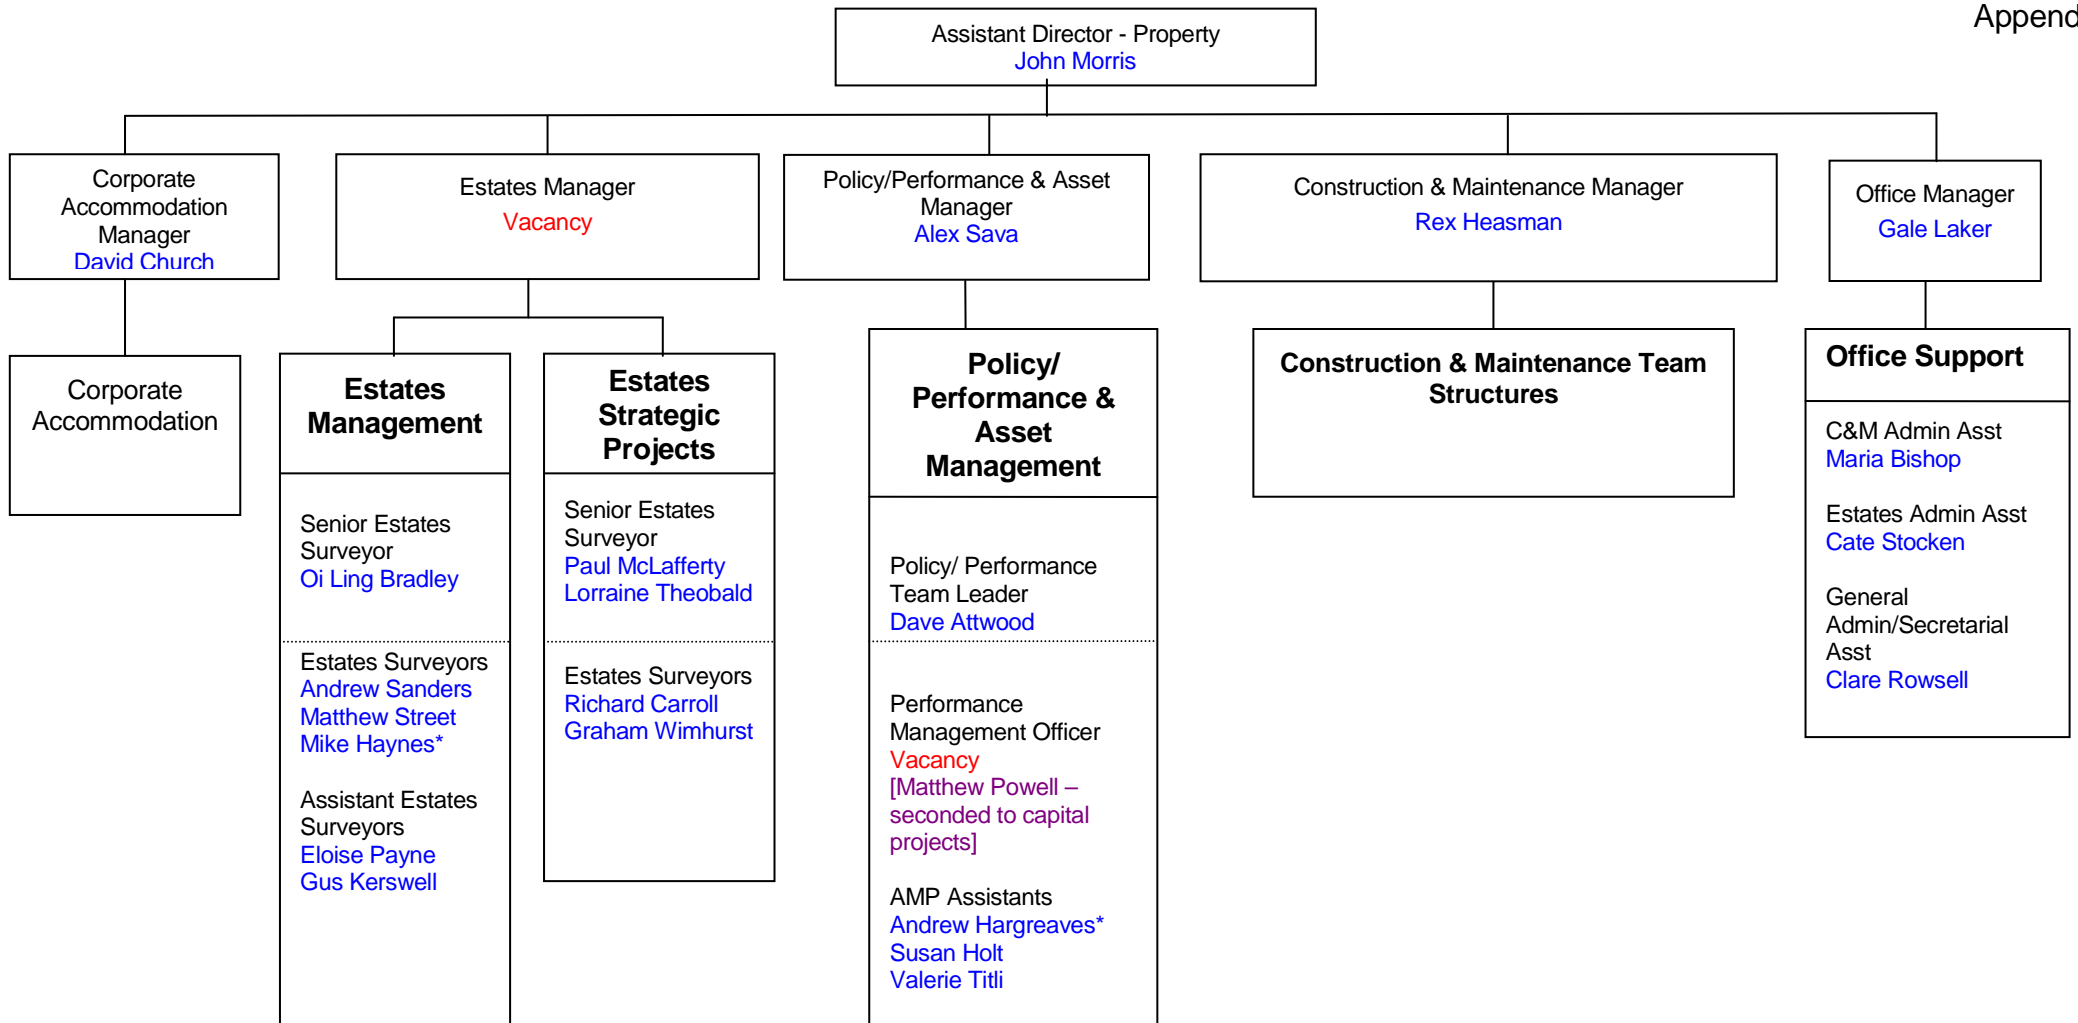 Append
Assistant Director - Property
John Morris
Corporate
Accommodation
Manager
David Church
Estates Manager
Vacancy
Policy/Performance & Asset
Manager
Alex Sava
Construction & Maintenance Manager
Rex Heasman
Office Manager
Gale Laker
Corporate
Accommodation
Estates
Management
Senior Estates
Surveyor
Oi Ling Bradley
Estates Surveyors
Andrew Sanders
Matthew Street
Mike Haynes*
Assistant Estates
Surveyors
Eloise Payne
Gus Kerswell
Estates
Strategic
Projects
Senior Estates
Surveyor
Paul McLafferty
Lorraine Theobald
Estates Surveyors
Richard Carroll
Graham Wimhurst
Policy/
Performance &
Asset
Management
Policy/ Performance
Team Leader
Dave Attwood
Performance
Management Officer
Vacancy
[Matthew Powell –
seconded to capital
projects]
AMP Assistants
Andrew Hargreaves*
Susan Holt
Valerie Titli
Construction & Maintenance Team
Structures
Office Support
C&M Admin Asst
Maria Bishop
Estates Admin Asst
Cate Stocken
General
Admin/Secretarial
Asst
Clare Rowsell